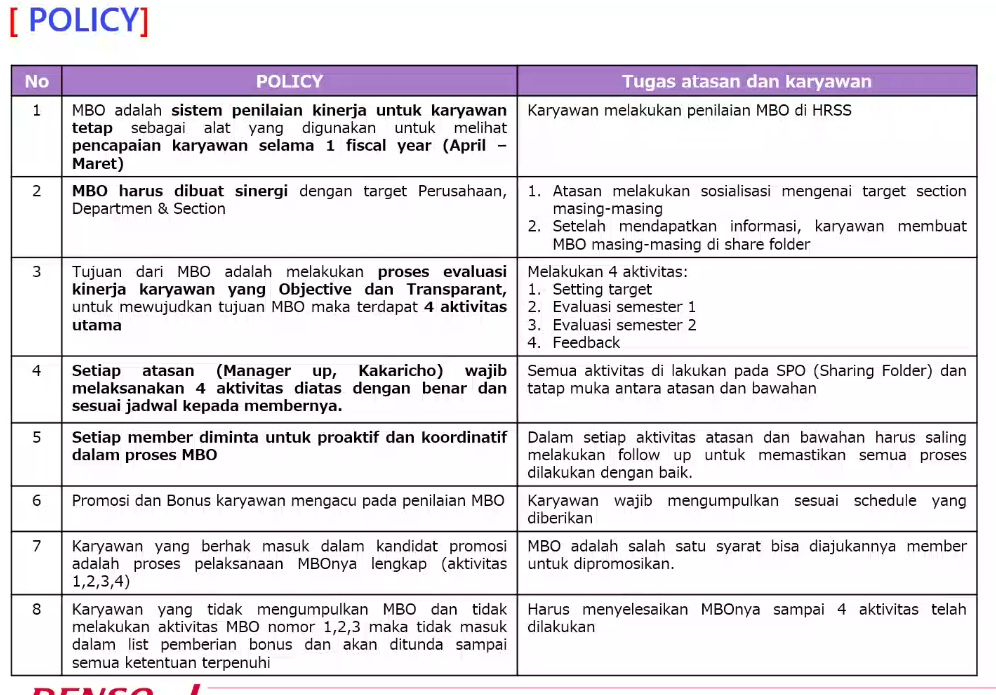 [ POLICY]
No POLICY Tugas atasan dan karyawan
1 MBO adalah sistem penilaian kinerja untuk karyawan
tetap sebagai alat yang digunakan untuk melihat
pencapaian karyawan selama 1 fiscal year (April –
Maret)
Karyawan melakukan penilaian MBO di HRSS
2 MBO harus dibuat sinergi dengan target Perusahaan,
Departmen & Section
1. Atasan melakukan sosialisasi mengenai target section
masing-masing
2. Setelah mendapatkan informasi, karyawan membuat
MBO masing-masing di share folder
3 Tujuan dari MBO adalah melakukan proses evaluasi
kinerja karyawan yang Objective dan Transparant,
untuk mewujudkan tujuan MBO maka terdapat 4 aktivitas
utama
Melakukan 4 aktivitas:
1. Setting target
2. Evaluasi semester 1
3. Evaluasi semester 2
4. Feedback
4 Setiap atasan (Manager up, Kakaricho) wajib
melaksanakan 4 aktivitas diatas dengan benar dan
sesuai jadwal kepada membernya.
Semua aktivitas di lakukan pada SPO (Sharing Folder) dan
tatap muka antara atasan dan bawahan
5 Setiap member diminta untuk proaktif dan koordinatif
dalam proses MBO
Dalam setiap aktivitas atasan dan bawahan harus saling
melakukan follow up untuk memastikan semua proses
dilakukan dengan baik.
6 Promosi dan Bonus karyawan mengacu pada penilaian MBO
Karyawan wajib mengumpulkan sesuai schedule yang
diberikan
7 Karyawan yang berhak masuk dalam kandidat promosi
adalah proses pelaksanaan MBOnya lengkap (aktivitas
1,2,3,4)
MBO adalah salah satu syarat bisa diajukannya member
untuk dipromosikan.
8 Karyawan yang tidak mengumpulkan MBO dan tidak
melakukan aktivitas MBO nomor 1,2,3 maka tidak masuk
dalam list pemberian bonus dan akan ditunda sampai
semua ketentuan terpenuhi
Harus menyelesaikan MBOnya sampai 4 aktivitas telah
dilakukan
DENSO